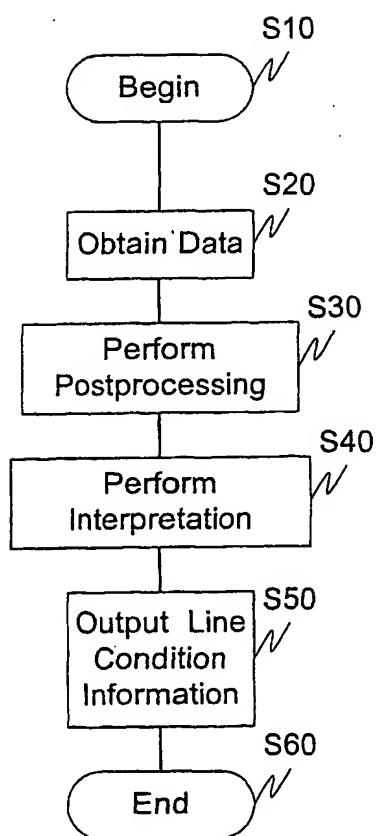 S10
Begin
S20
Obtain Data
S30
Perform
Postprocessing
S40
Perform
Interpretation
S50
Output Line
Condition
Information
S60
End